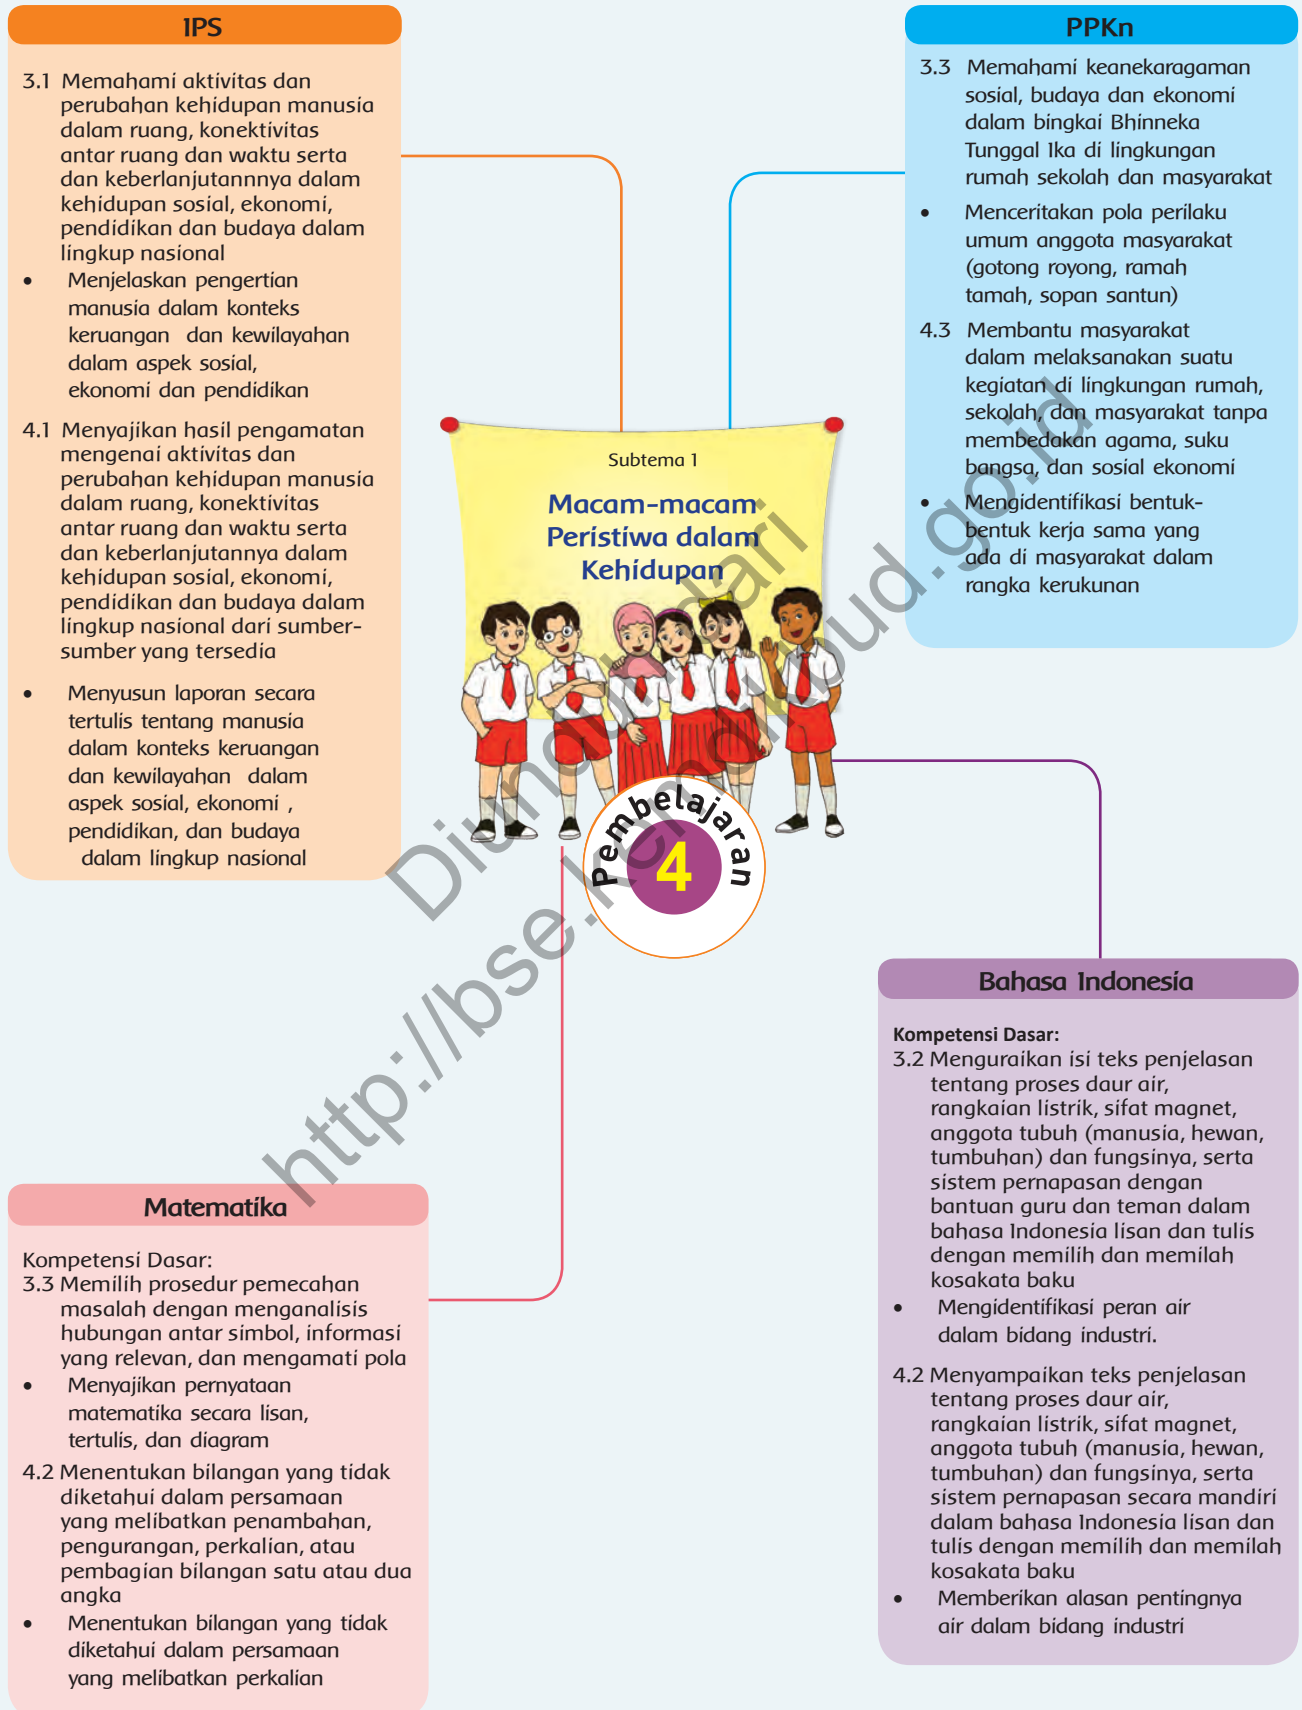 IPS
3.1 Memahami aktivitas dan
perubahan kehidupan manusia
dalam ruang, konektivitas
antar ruang dan waktu serta
dan keberlanjutannnya dalam
kehidupan sosial, ekonomi,
pendidikan dan budaya dalam
lingkup nasional
• Menjelaskan pengertian
manusia dalam konteks
keruangan dan kewilayahan
dalam aspek sosial,
ekonomi dan pendidikan
4.1 Menyajikan hasil pengamatan
mengenai aktivitas dan
perubahan kehidupan manusia
dalam ruang, konektivitas
antar ruang dan waktu serta
dan keberlanjutannya dalam
kehidupan sosial, ekonomi,
pendidikan dan budaya dalam
lingkup nasional dari sumber-
sumber yang tersedia
• Menyusun laporan secara
tertulis tentang manusia
dalam konteks keruangan
dan kewilayahan dalam
aspek sosial, ekonomi ,
pendidikan, dan budaya
dalam lingkup nasional
PPKn
3.3 Memahami keanekaragaman
sosial, budaya dan ekonomi
dalam bingkai Bhinneka
Tunggal Ika di lingkungan
rumah sekolah dan masyarakat
• Menceritakan pola perilaku
umum anggota masyarakat
(gotong royong, ramah
tamah, sopan santun)
4.3 Membantu masyarakat
dalam melaksanakan suatu
kegiatan di lingkungan rumah,
sekolah, dan masyarakat tanpa
membedakan agama, suku
bangsa, dan sosial ekonomi
• Mengidentifikasi bentuk-
bentuk kerja sama yang
ada di masyarakat dalam
rangka kerukunan
Subtema 1
Macam-macam
Peristiwa dalam
Kehidupan
Pembelajaran
4
Diunduh dari
http://bse.kemdikbud.go.id
Matematika
Kompetensi Dasar:
3.3 Memilih prosedur pemecahan
masalah dengan menganalisis
hubungan antar simbol, informasi
yang relevan, dan mengamati pola
• Menyajikan pernyataan
matematika secara lisan,
tertulis, dan diagram
4.2 Menentukan bilangan yang tidak
diketahui dalam persamaan
yang melibatkan penambahan,
pengurangan, perkalian, atau
pembagian bilangan satu atau dua
angka
• Menentukan bilangan yang tidak
diketahui dalam persamaan
yang melibatkan perkalian
Bahasa Indonesia
Kompetensi Dasar:
3.2 Menguraikan isi teks penjelasan
tentang proses daur air,
rangkaian listrik, sifat magnet,
anggota tubuh (manusia, hewan,
tumbuhan) dan fungsinya, serta
sistem pernapasan dengan
bantuan guru dan teman dalam
bahasa Indonesia lisan dan tulis
dengan memilih dan memilah
kosakata baku
• Mengidentifikasi peran air
dalam bidang industri.
4.2 Menyampaikan teks penjelasan
tentang proses daur air,
rangkaian listrik, sifat magnet,
anggota tubuh (manusia, hewan,
tumbuhan) dan fungsinya, serta
sistem pernapasan secara mandiri
dalam bahasa Indonesia lisan dan
tulis dengan memilih dan memilah
kosakata baku
• Memberikan alasan pentingnya
air dalam bidang industri